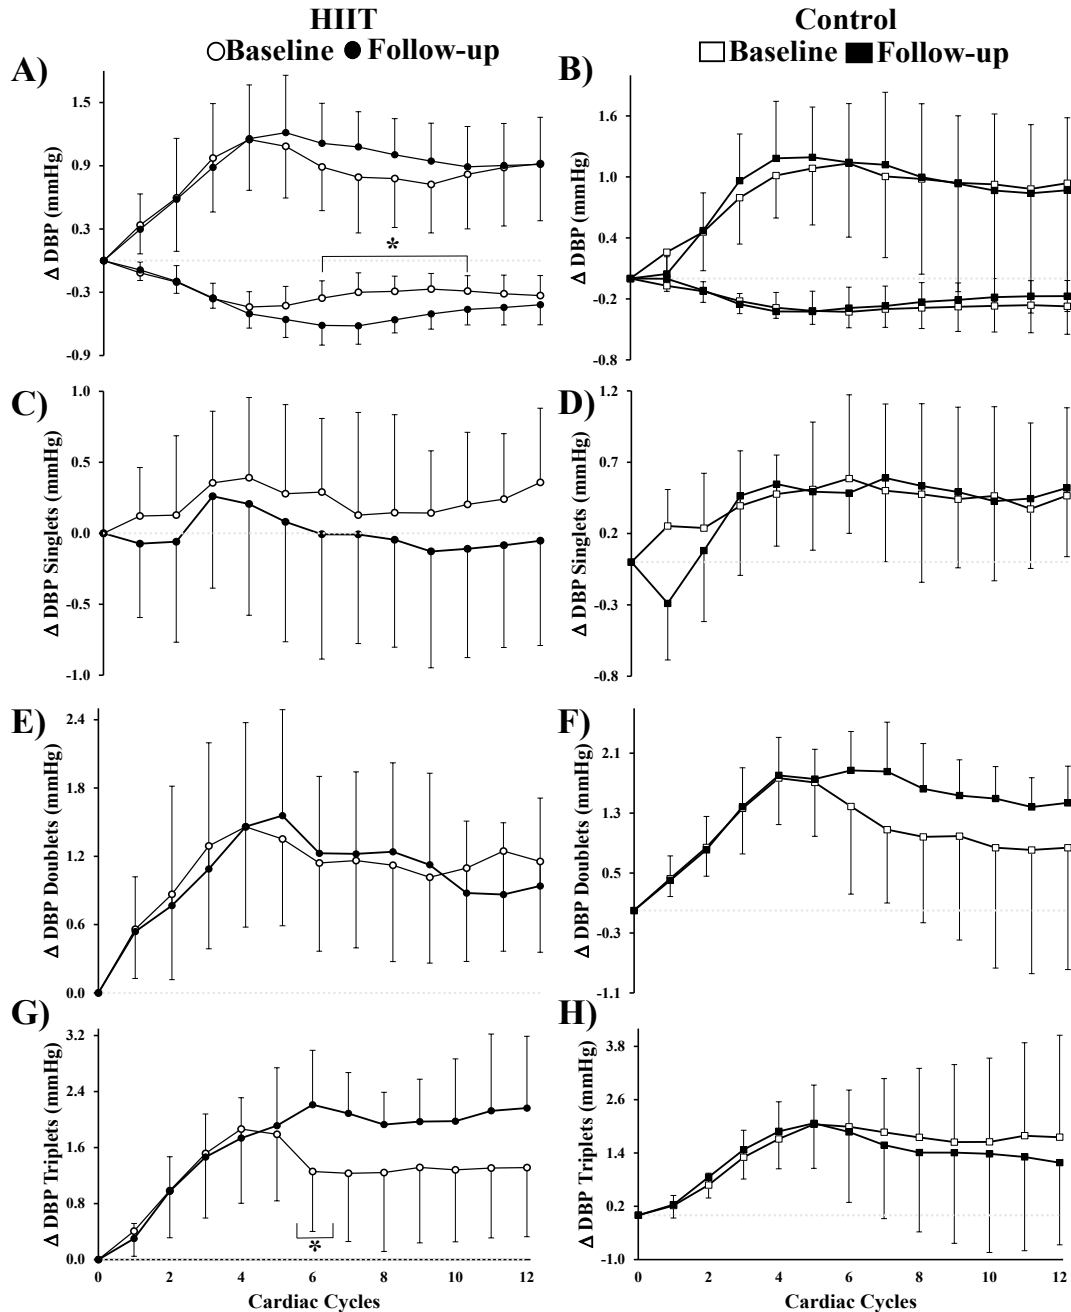 HIIT Control
Baseline Follow-up Baseline Follow-up
A) B)
Δ DBP (mmHg)
1.5
0.9
0.3
-0.3
-0.9
*
Δ DBP (mmHg)
1.6
1.0
0.4
-0.2
-0.8
C) D)
Δ DBP Singlets (mmHg)
1.0
0.5
0.0
-0.5
-1.0
Δ DBP Singlets (mmHg)
1.2
0.7
0.2
-0.3
-0.8
E) F)
Δ DBP Doublets (mmHg)
2.4
1.8
1.2
0.6
0.0
Δ DBP Doublets (mmHg)
2.1
1.3
0.5
-0.3
-1.1
G) H)
Δ DBP Triplets (mmHg)
3.2
2.4
1.6
0.8
0.0
*
0 2 4 6 8 10 12
Cardiac Cycles
Δ DBP Triplets (mmHg)
3.8
2.6
1.4
0.2
-1.0
0 2 4 6 8 10 12
Cardiac Cycles